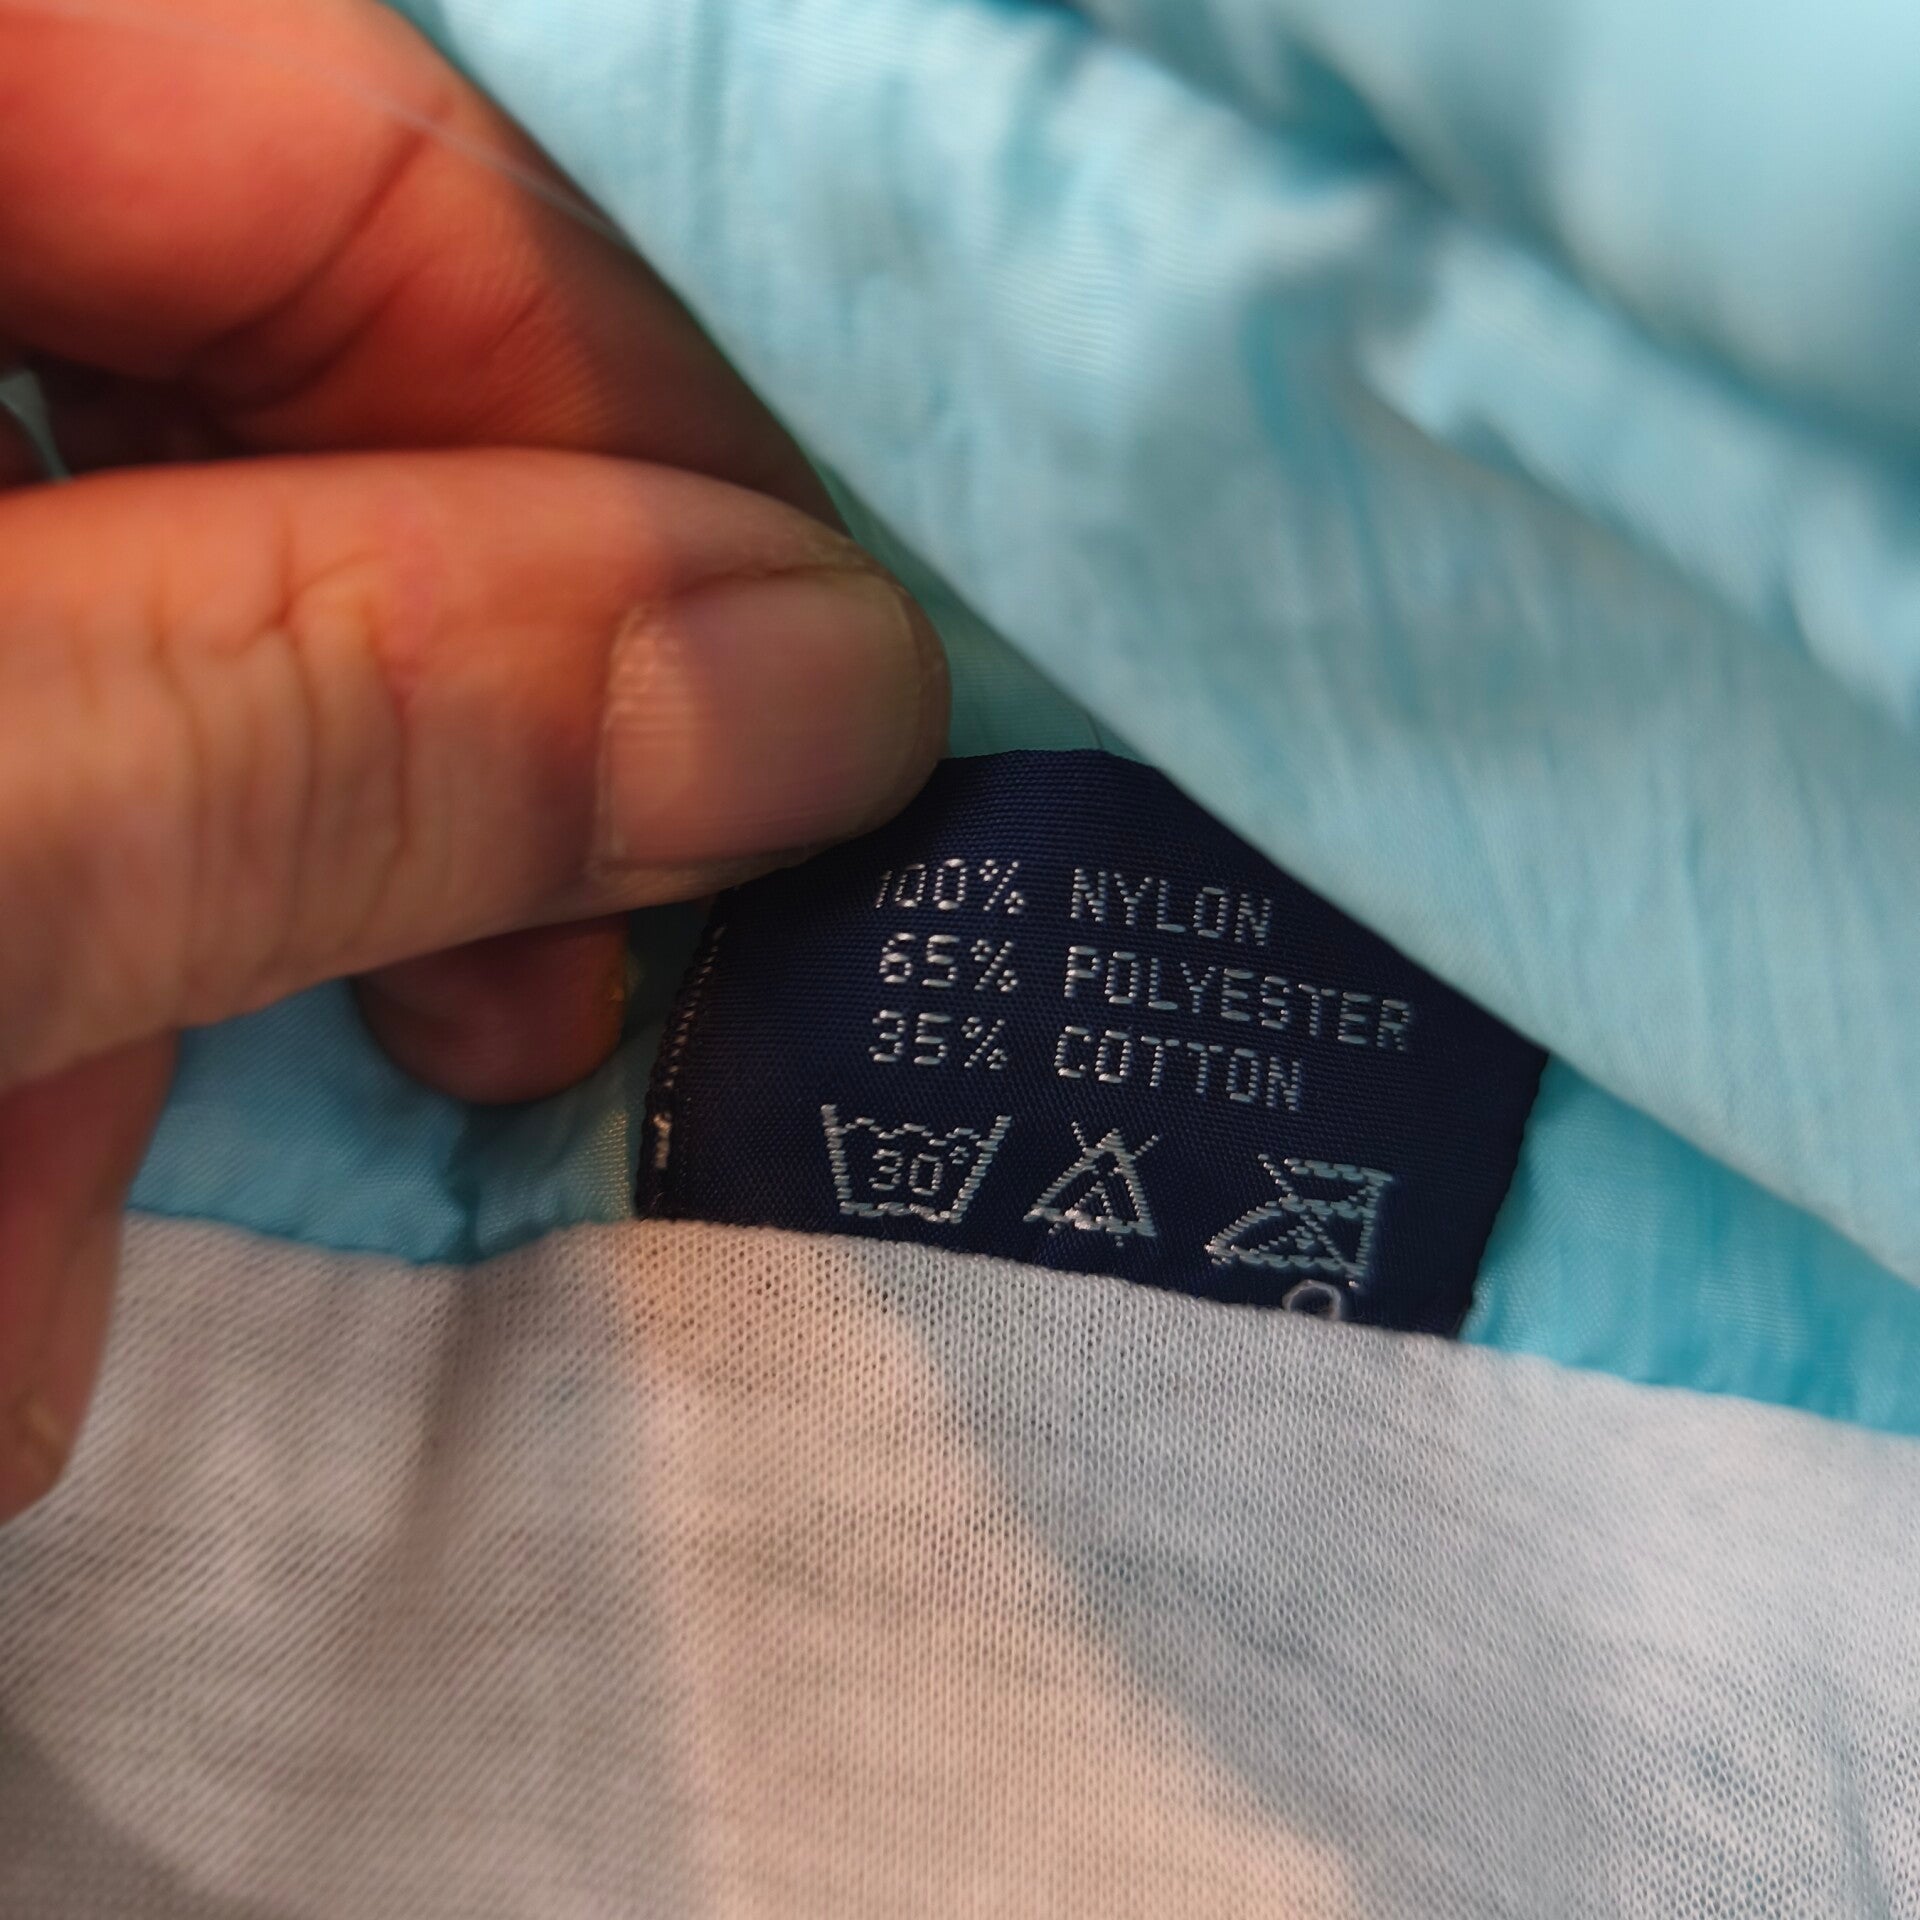 100% NYLON
65% POLYESTER
35% COTTON
30°